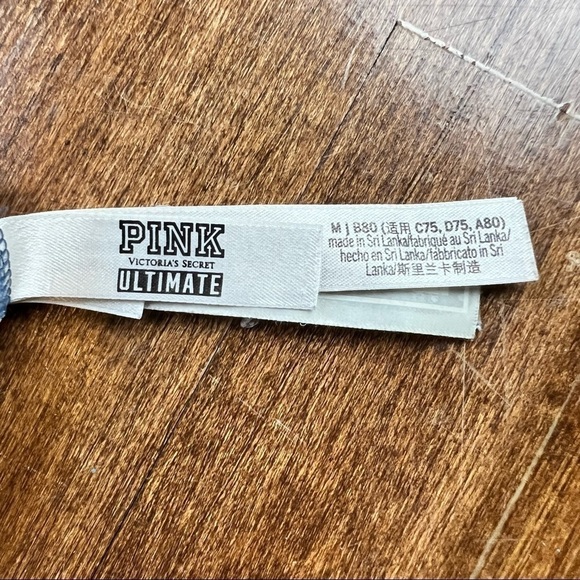 PINK
VICTORIA'S SECRET
ULTIMATE
M | B80 (适用 C75, D75, A80)
made in Sri Lanka/fabriqué au Sri Lanka/
hecho en Sri Lanka/fabbricato in Sri
Lanka/斯里兰卡制造